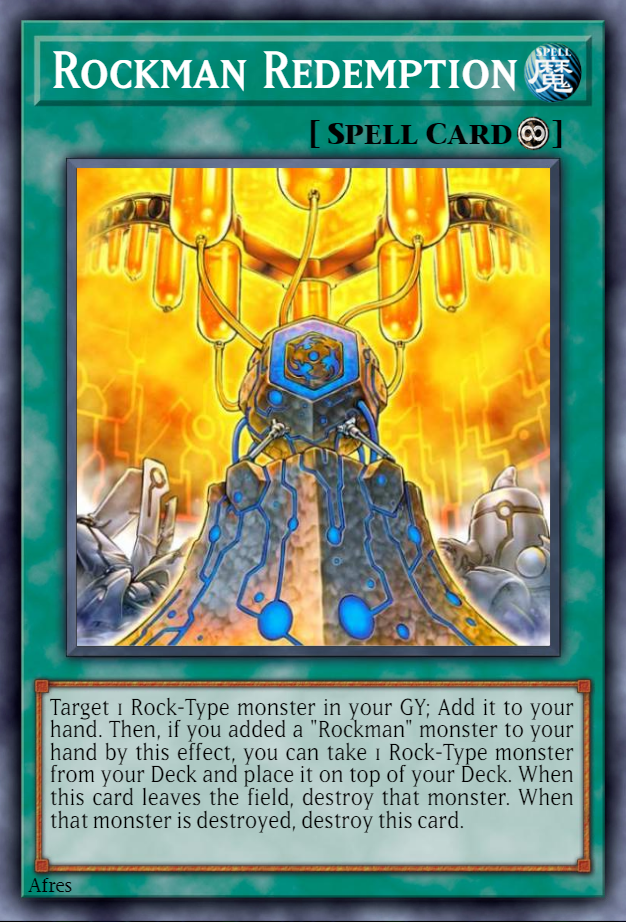 Rockman Redemption
SPELL
魔
[ Spell Card ]
Target 1 Rock-Type monster in your GY; Add it to your
hand. Then, if you added a "Rockman" monster to your
hand by this effect, you can take 1 Rock-Type monster
from your Deck and place it on top of your Deck. When
this card leaves the field, destroy that monster. When
that monster is destroyed, destroy this card.
Afres